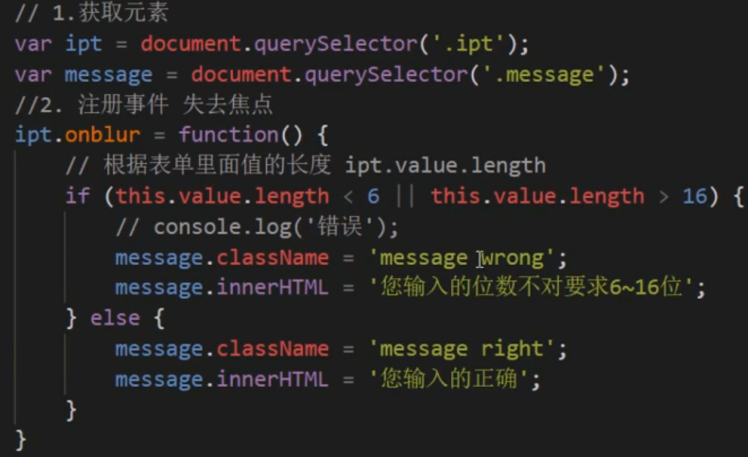 // 1.获取元素
var ipt = document.querySelector('.ipt');
var message = document.querySelector('.message');
//2. 注册事件 失去焦点
ipt.onblur = function() {
// 根据表单里面值的长度 ipt.value.length
if (this.value.length < 6 || this.value.length > 16) {
// console.log('错误');
message.className = 'message wrong';
message.innerHTML = '您输入的位数不对要求6~16位';
} else {
message.className = 'message right';
message.innerHTML = '您输入的正确';
}
}